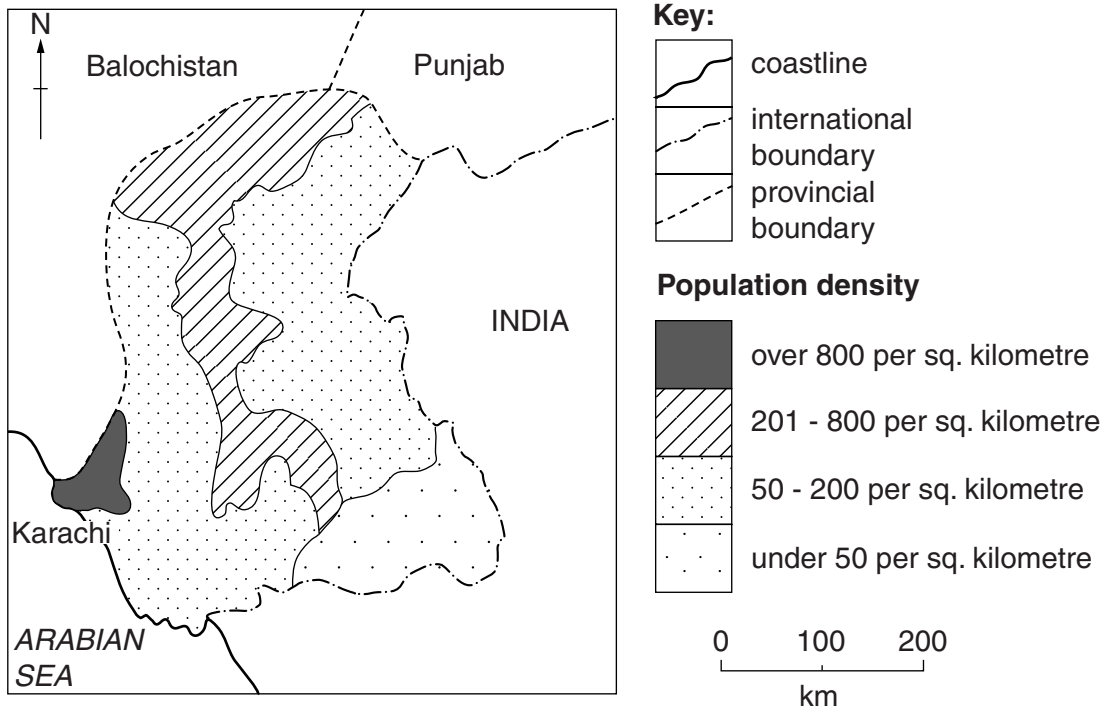 N
Balochistan
Punjab
INDIA
Karachi
ARABIAN
SEA
Key:
coastline
international
boundary
provincial
boundary
Population density
over 800 per sq. kilometre
201 - 800 per sq. kilometre
50 - 200 per sq. kilometre
under 50 per sq. kilometre
0 100 200
km